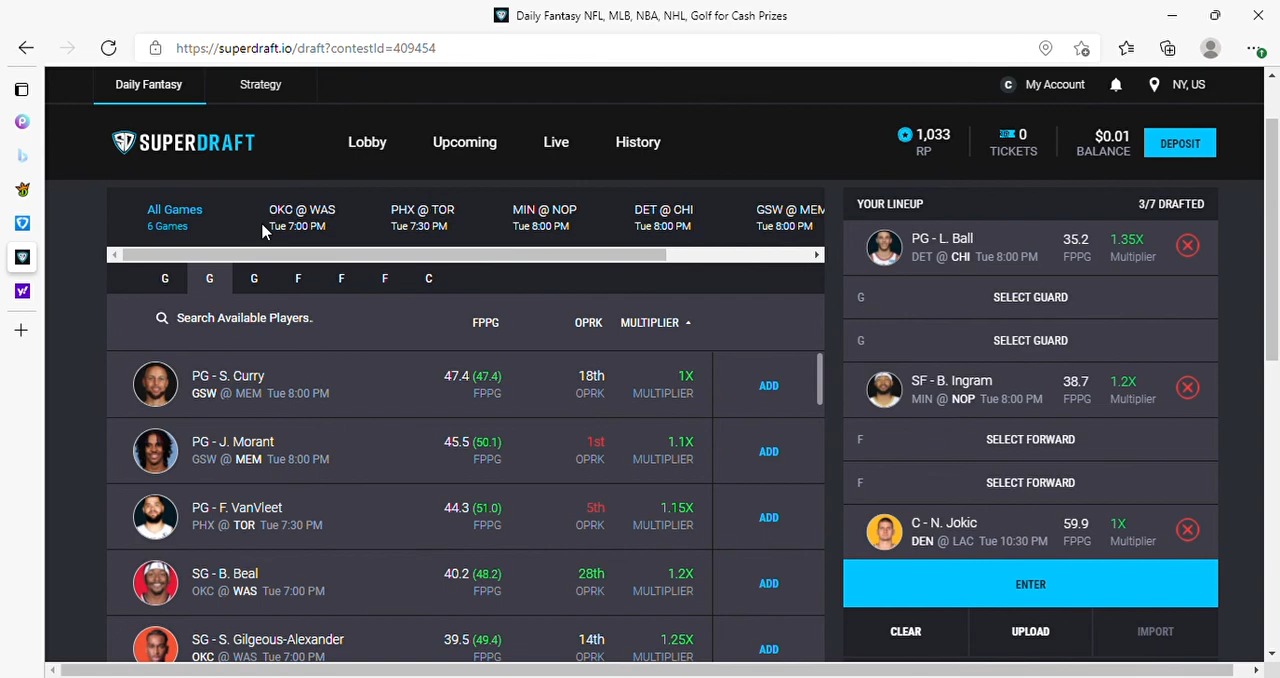 Daily Fantasy NFL, MLB, NBA, NHL, Golf for Cash Prizes
https://superdraft.io/draft?contestId=409454
Daily Fantasy Strategy C My Account NY, US
SUPERDRAFT Lobby Upcoming Live History 1,033 RP 0 TICKETS $0.01 BALANCE DEPOSIT
All Games OKC @ WAS PHX @ TOR MIN @ NOP DET @ CHI GSW @ MEM
6 Games Tue 7:00 PM Tue 7:30 PM Tue 8:00 PM Tue 8:00 PM Tue 8:00 PM
G G G F F F C
Search Available Players.. FPPG OPRK MULTIPLIER
PG - S. Curry 47.4 (47.4) 18th 1X
GSW @ MEM Tue 8:00 PM FPPG OPRK MULTIPLIER ADD
PG - J. Morant 45.5 (50.1) 1st 1.1X
GSW @ MEM Tue 8:00 PM FPPG OPRK MULTIPLIER ADD
PG - F. VanVleet 44.3 (51.0) 5th 1.15X
PHX @ TOR Tue 7:30 PM FPPG OPRK MULTIPLIER ADD
SG - B. Beal 40.2 (48.2) 28th 1.2X
OKC @ WAS Tue 7:00 PM FPPG OPRK MULTIPLIER ADD
SG - S. Gilgeous-Alexander 39.5 (49.4) 14th 1.25X
OKC @ WAS Tue 7:00 PM FPPG OPRK MULTIPLIER ADD
YOUR LINEUP 3/7 DRAFTED
PG - L. Ball 35.2 1.35X
DET @ CHI Tue 8:00 PM FPPG Multiplier
G SELECT GUARD
G SELECT GUARD
SF - B. Ingram 38.7 1.2X
MIN @ NOP Tue 8:00 PM FPPG Multiplier
F SELECT FORWARD
F SELECT FORWARD
C - N. Jokic 59.9 1X
DEN @ LAC Tue 10:30 PM FPPG Multiplier
ENTER
CLEAR UPLOAD IMPORT